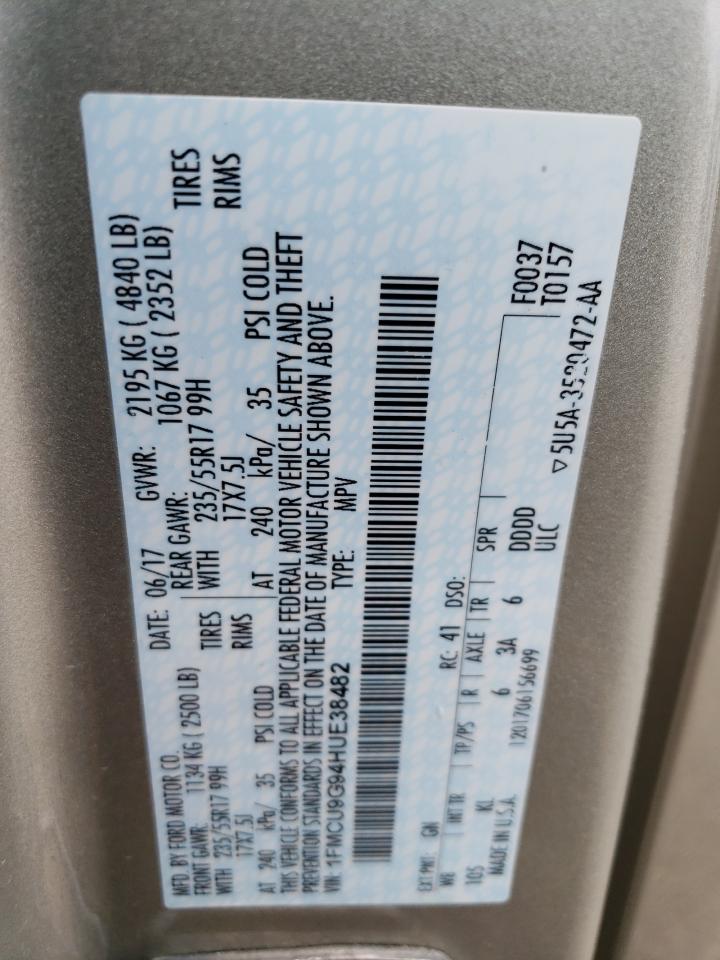 MFD. BY FORD MOTOR CO. DATE: 06/17 GVWR: 2195 KG ( 4840 LB)
FRONT GAWR: 1134 KG ( 2500 LB) REAR GAWR: 1067 KG ( 2352 LB)
WITH 235/55R17 99H TIRES WITH 235/55R17 99H TIRES
17X7.5J RIMS 17X7.5J RIMS
AT 240 kPa/ 35 PSI COLD AT 240 kPa/ 35 PSI COLD
THIS VEHICLE CONFORMS TO ALL APPLICABLE FEDERAL MOTOR VEHICLE SAFETY AND THEFT
PREVENTION STANDARDS IN EFFECT ON THE DATE OF MANUFACTURE SHOWN ABOVE.
VIN: 1FMCU9G94HUE38482 TYPE: MPV
EXT PNT: GN RC: 41 DSO: F0037
WB INT TR TP/PS R AXLE TR SPR T0157
105 KL 6 3A 6 DDDD
MADE IN U.S.A. 1201706156699 ULC
▽5U5A-3520472-AA